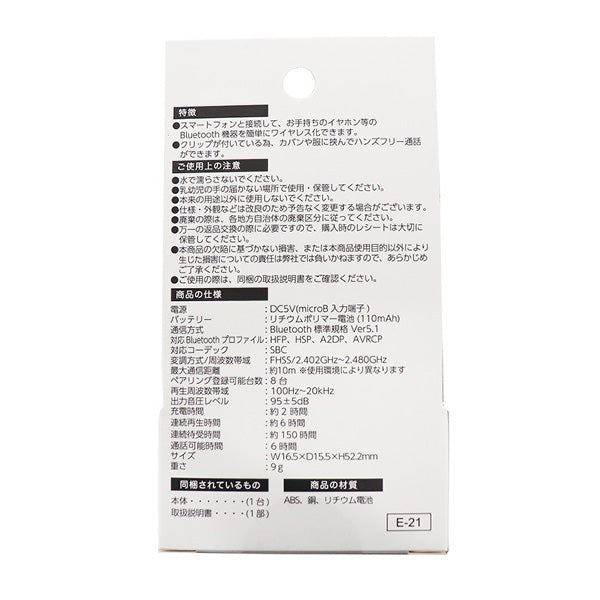 特徴
●スマートフォンと接続して、お手持ちのイヤホン等の
Bluetooth機器を簡単にワイヤレス化できます。
●クリップが付いている為、カバンや服に挟んでハンズフリー通話
ができます。
ご使用上の注意
●水で濡らさないでください。
●乳幼児の手の届かない場所で使用・保管してください。
●本来の用途以外に使用しないでください。
●仕様・外観などは改良のため予告なく変更する場合がございます。
●廃棄の際は、各地方自治体の廃棄区分に従ってください。
●万一の返品交換の際に必要ですので、購入時のレシートは大切に
保管してください。
●本商品の欠陥に基づかない損害、または本商品使用目的以外により
生じた損害についての責任は弊社では負いかねますので、あらかじめ
ご了承ください。
●ご使用の際は、同梱の取扱説明書をご確認ください。
商品の仕様
電源 : DC5V(microB 入力端子)
バッテリー : リチウムポリマー電池 (110mAh)
通信方式 : Bluetooth 標準規格 Ver5.1
対応Bluetooth プロファイル : HFP、HSP、A2DP、AVRCP
対応コーデック : SBC
変調方式/周波数帯域 : FHSS/2.402GHz~2.480GHz
最大通信距離 : 約10m ※使用環境により異なります
ペアリング登録可能台数 : 8台
再生周波数帯域 : 100Hz~20kHz
出力音圧レベル : 95±5dB
充電時間 : 約2時間
連続再生時間 : 約6時間
連続待受時間 : 約150時間
通話可能時間 : 6時間
サイズ : W16.5×D15.5×H52.2mm
重さ : 9g
同梱されているもの 商品の材質
本体・・・・・・・(1台) ABS、銅、リチウム電池
取扱説明書・・・・(1部)
E-21